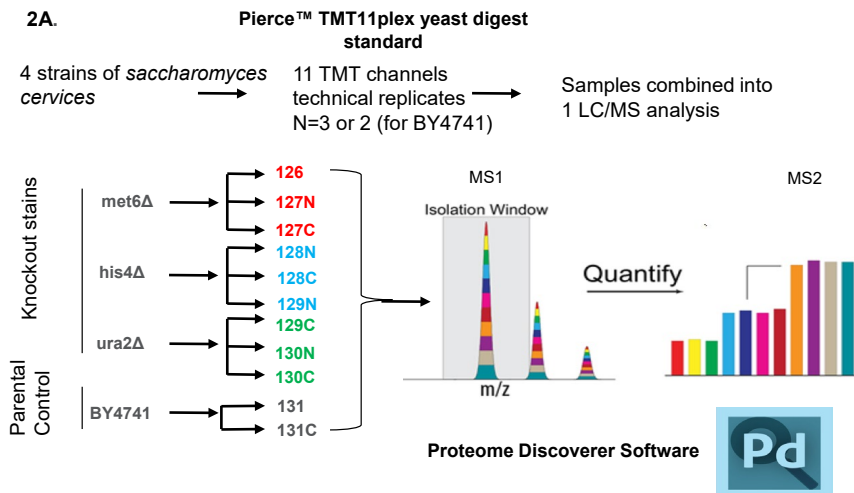 2A.
Pierce™ TMT11plex yeast digest
standard
4 strains of saccharomyces
cervices
11 TMT channels
technical replicates
N=3 or 2 (for BY4741)
Samples combined into
1 LC/MS analysis
Knockout stains
met6Δ
his4Δ
ura2Δ
Parental
Control
BY4741
126
127N
127C
128N
128C
129N
129C
130N
130C
131
131C
MS1
Isolation Window
m/z
Quantify
MS2
Proteome Discoverer Software
Pd